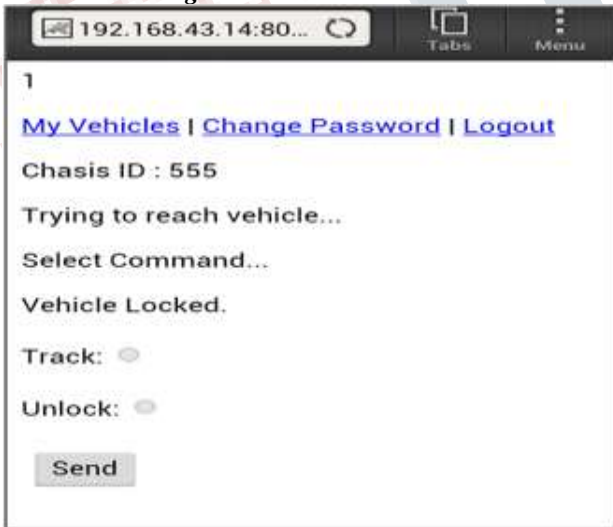 192.168.43.14:80...
Tabs
Menu
1
My Vehicles | Change Password | Logout
Chasis ID : 555
Trying to reach vehicle...
Select Command...
Vehicle Locked.
Track:
Unlock:
Send